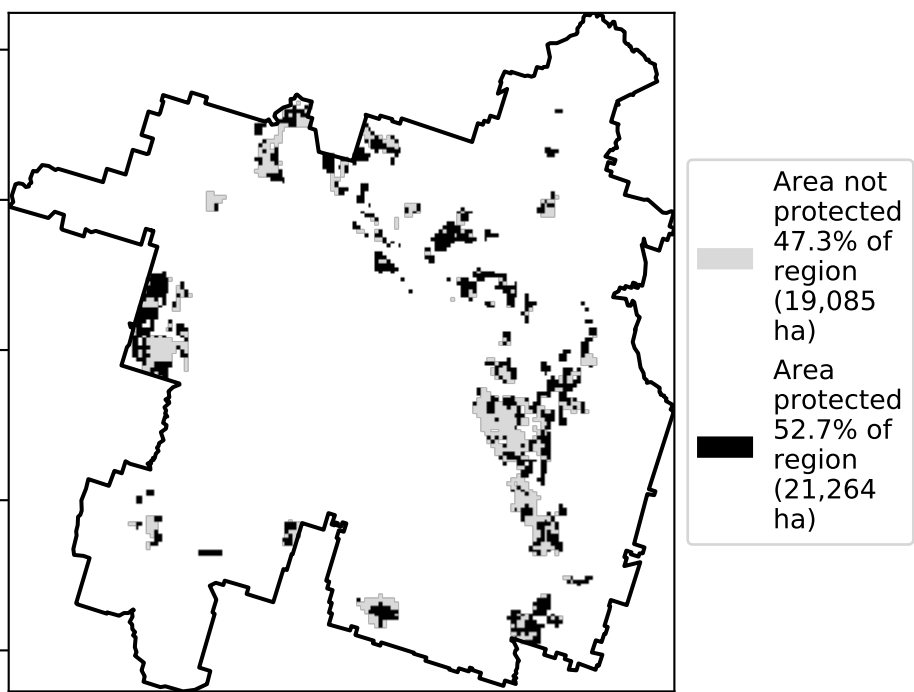 Area not
protected
47.3% of
region
(19,085
ha)
Area
protected
52.7% of
region
(21,264
ha)